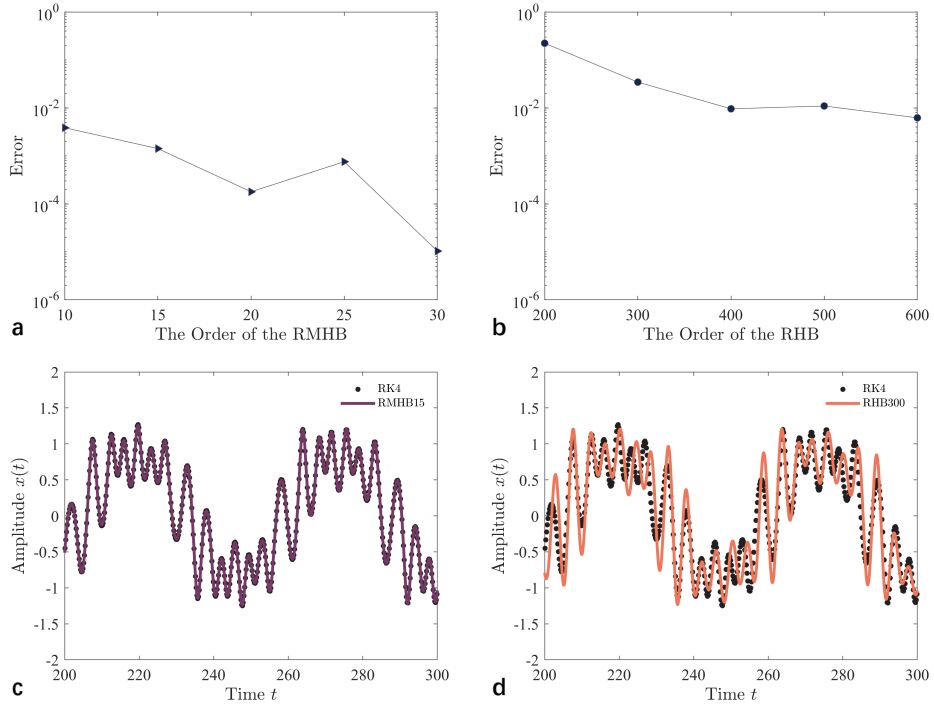 10^0
10^-2
10^-4
10^-6
Error
10 15 20 25 30
The Order of the RMHB
a
10^0
10^-2
10^-4
10^-6
Error
200 300 400 500 600
The Order of the RHB
b
2
1.5
1
0.5
0
-0.5
-1
-1.5
-2
Amplitude x(t)
RK4
RMHB15
200 220 240 260 280 300
Time t
c
2
1.5
1
0.5
0
-0.5
-1
-1.5
-2
Amplitude x(t)
RK4
RHB300
200 220 240 260 280 300
Time t
d